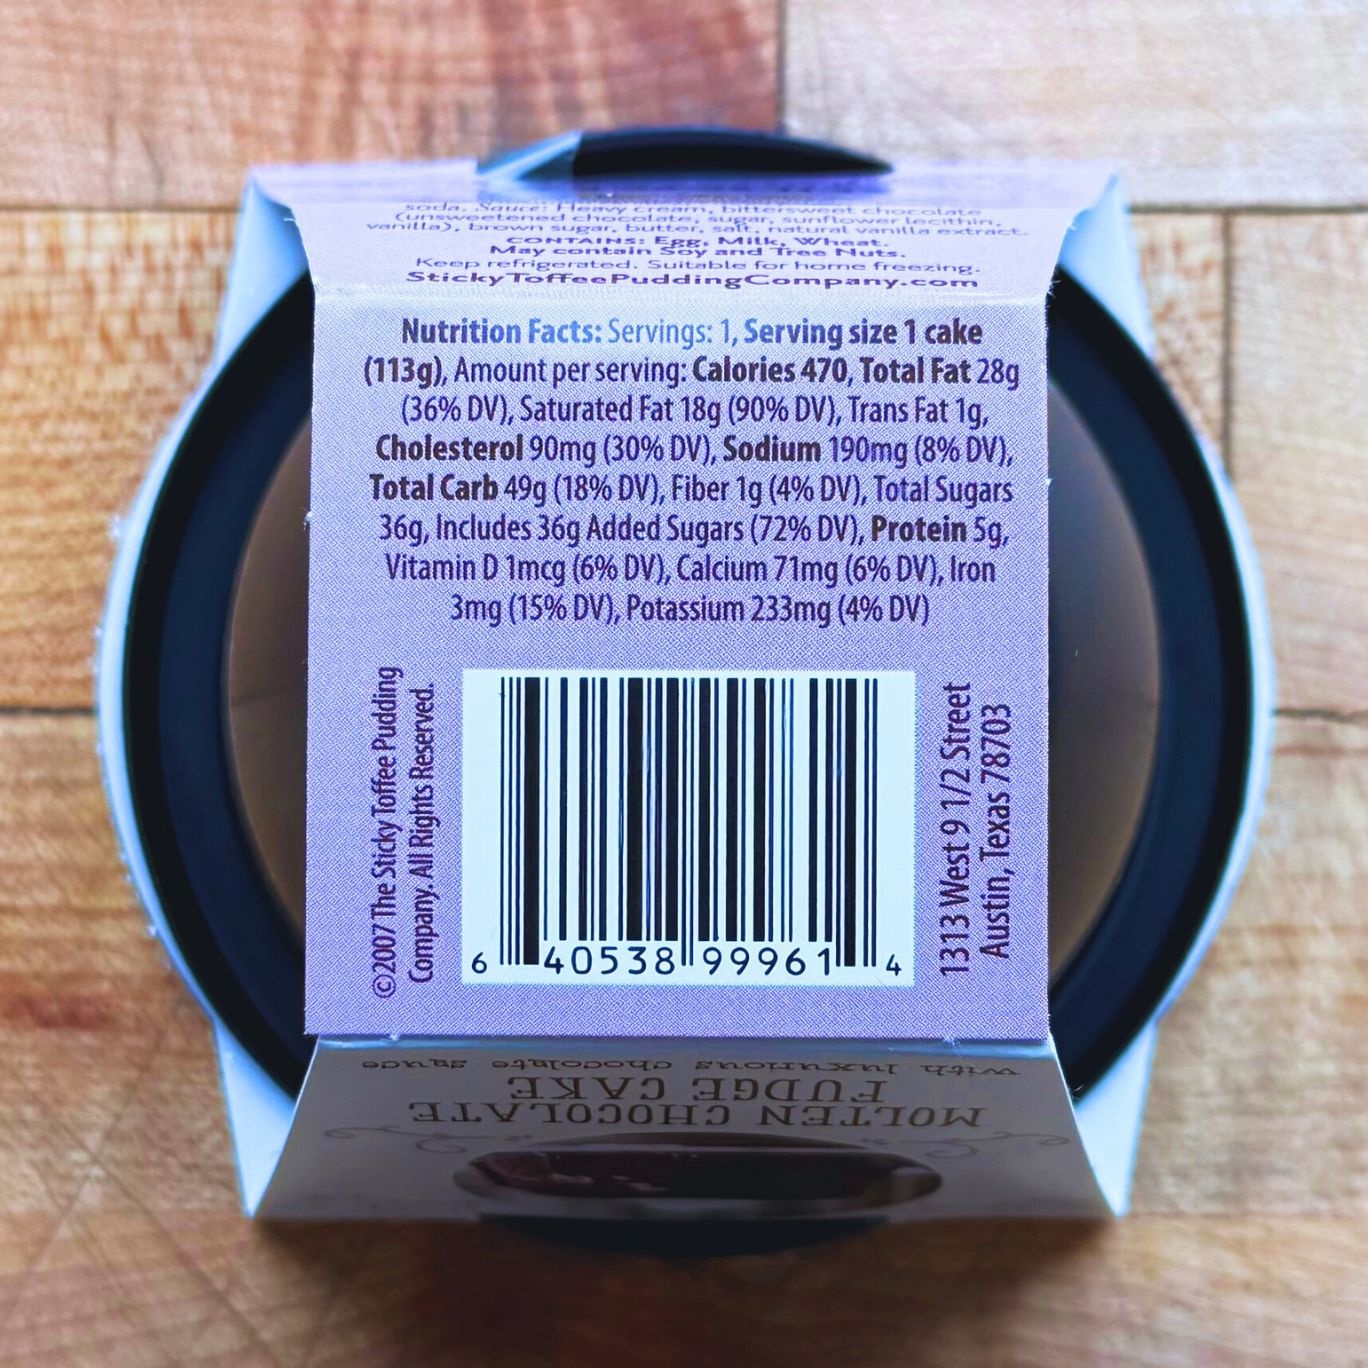 soda. Sauce: Heavy cream, bittersweet chocolate
(unsweetened chocolate, sugar, sunflower lecithin,
vanilla), brown sugar, butter, salt, natural vanilla extract.
CONTAINS: Egg, Milk, Wheat.
May contain Soy and Tree Nuts.
Keep refrigerated. Suitable for home freezing.
StickyToffeePuddingCompany.com
Nutrition Facts: Servings: 1, Serving size 1 cake
(113g), Amount per serving: Calories 470, Total Fat 28g
(36% DV), Saturated Fat 18g (90% DV), Trans Fat 1g,
Cholesterol 90mg (30% DV), Sodium 190mg (8% DV),
Total Carb 49g (18% DV), Fiber 1g (4% DV), Total Sugars
36g, Includes 36g Added Sugars (72% DV), Protein 5g,
Vitamin D 1mcg (6% DV), Calcium 71mg (6% DV), Iron
3mg (15% DV), Potassium 233mg (4% DV)
©2007 The Sticky Toffee Pudding
Company. All Rights Reserved.
6 40538 99961 4
1313 West 9 1/2 Street
Austin, Texas 78703
MOLTEN CHOCOLATE
FUDGE CAKE
with luxurious chocolate sauce